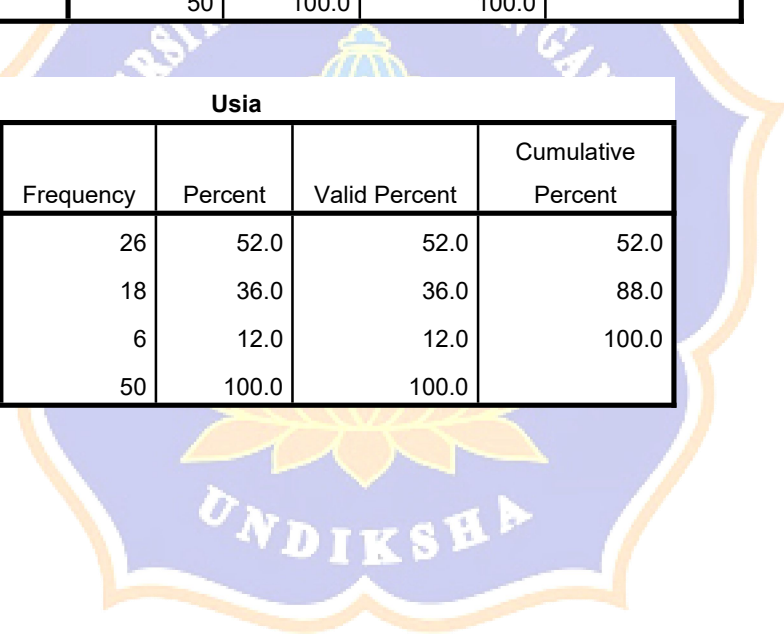 50 100.0 100.0
Usia
Frequency Percent Valid Percent Cumulative Percent
26 52.0 52.0 52.0
18 36.0 36.0 88.0
6 12.0 12.0 100.0
50 100.0 100.0
UNDIKSHA